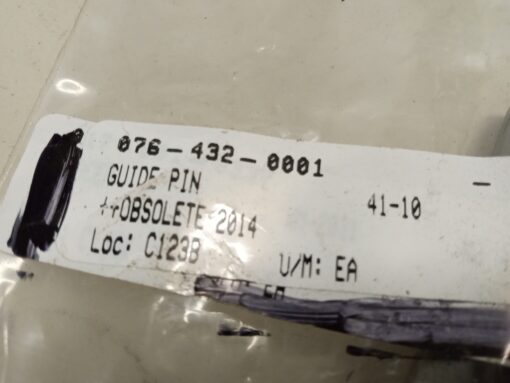 076-432-0001
GUIDE PIN 41-10
**OBSOLETE 2014
Loc: C123B U/M: EA